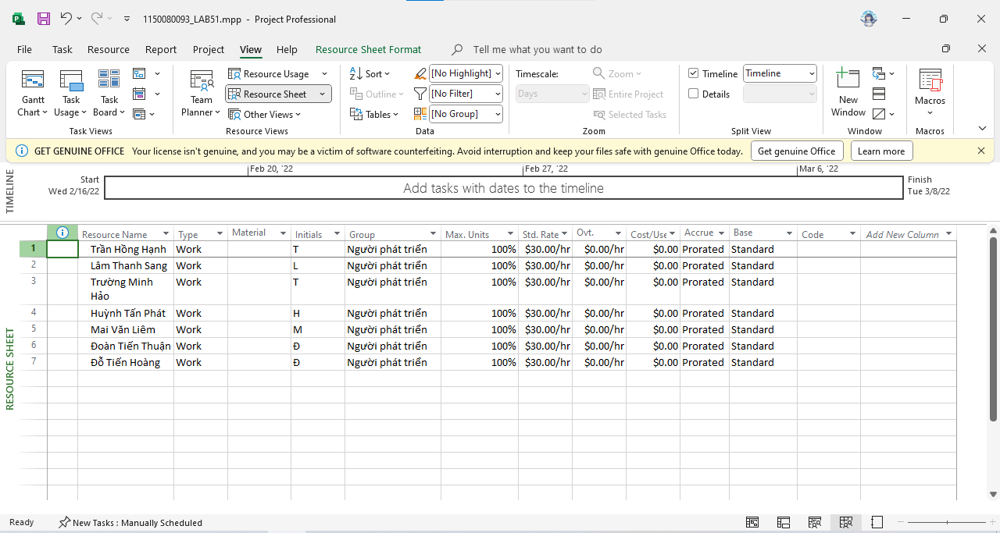 1150080093_LAB51.mpp - Project Professional
File Task Resource Report Project View Help Resource Sheet Format Tell me what you want to do
Gantt Chart
Task Usage
Task Board
Task Views
Team Planner
Resource Usage
Resource Sheet
Other Views
Resource Views
Sort
Outline
Tables
[No Highlight]
[No Filter]
[No Group]
Data
Timescale:
Days
Zoom
Entire Project
Selected Tasks
Zoom
Timeline Timeline
Details
Split View
New Window
Window
Macros
Macros
GET GENUINE OFFICE Your license isn't genuine, and you may be a victim of software counterfeiting. Avoid interruption and keep your files safe with genuine Office today. Get genuine Office Learn more
TIMELINE
Feb 20, '22 Feb 27, '22 Mar 6, '22
Start
Wed 2/16/22
Add tasks with dates to the timeline
Finish
Tue 3/8/22
RESOURCE SHEET
Resource Name Type Material Initials Group Max. Units Std. Rate Ovt. Cost/Use Accrue Base Code Add New Column
1 Trần Hồng Hạnh Work T Người phát triển 100% $30.00/hr $0.00/hr $0.00 Prorated Standard
2 Lâm Thanh Sang Work L Người phát triển 100% $30.00/hr $0.00/hr $0.00 Prorated Standard
3 Trường Minh Work T Người phát triển 100% $30.00/hr $0.00/hr $0.00 Prorated Standard
Hảo
4 Huỳnh Tấn Phát Work H Người phát triển 100% $30.00/hr $0.00/hr $0.00 Prorated Standard
5 Mai Văn Liêm Work M Người phát triển 100% $30.00/hr $0.00/hr $0.00 Prorated Standard
6 Đoàn Tiến Thuận Work Đ Người phát triển 100% $30.00/hr $0.00/hr $0.00 Prorated Standard
7 Đỗ Tiến Hoàng Work Đ Người phát triển 100% $30.00/hr $0.00/hr $0.00 Prorated Standard
Ready New Tasks : Manually Scheduled